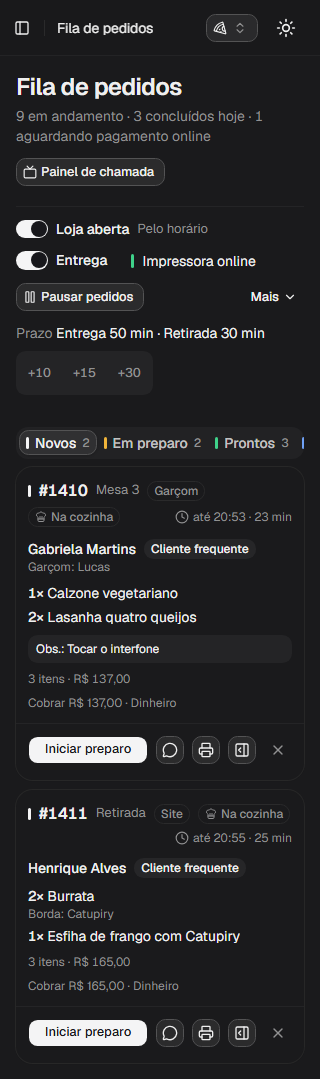 Fila de pedidos
Fila de pedidos
9 em andamento · 3 concluídos hoje · 1
aguardando pagamento online
Painel de chamada
Loja aberta Pelo horário
Entrega Impressora online
Pausar pedidos Mais
Prazo Entrega 50 min · Retirada 30 min
+10 +15 +30
Novos 2 Em preparo 2 Prontos 3
#1410 Mesa 3 Garçom
Na cozinha até 20:53 · 23 min
Gabriela Martins Cliente frequente
Garçom: Lucas
1× Calzone vegetariano
2× Lasanha quatro queijos
Obs.: Tocar o interfone
3 itens · R$ 137,00
Cobrar R$ 137,00 · Dinheiro
Iniciar preparo
#1411 Retirada Site Na cozinha
até 20:55 · 25 min
Henrique Alves Cliente frequente
2× Burrata
Borda: Catupiry
1× Esfiha de frango com Catupiry
3 itens · R$ 165,00
Cobrar R$ 165,00 · Dinheiro
Iniciar preparo